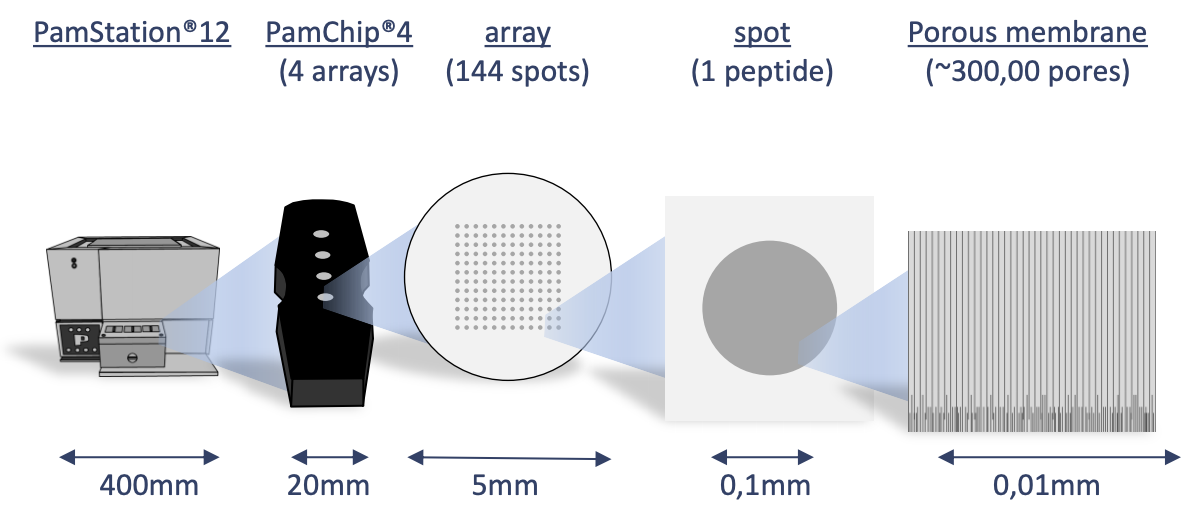 PamStation®12
PamChip®4
(4 arrays)
array
(144 spots)
spot
(1 peptide)
Porous membrane
(~300,00 pores)
P
400mm
20mm
5mm
0,1mm
0,01mm